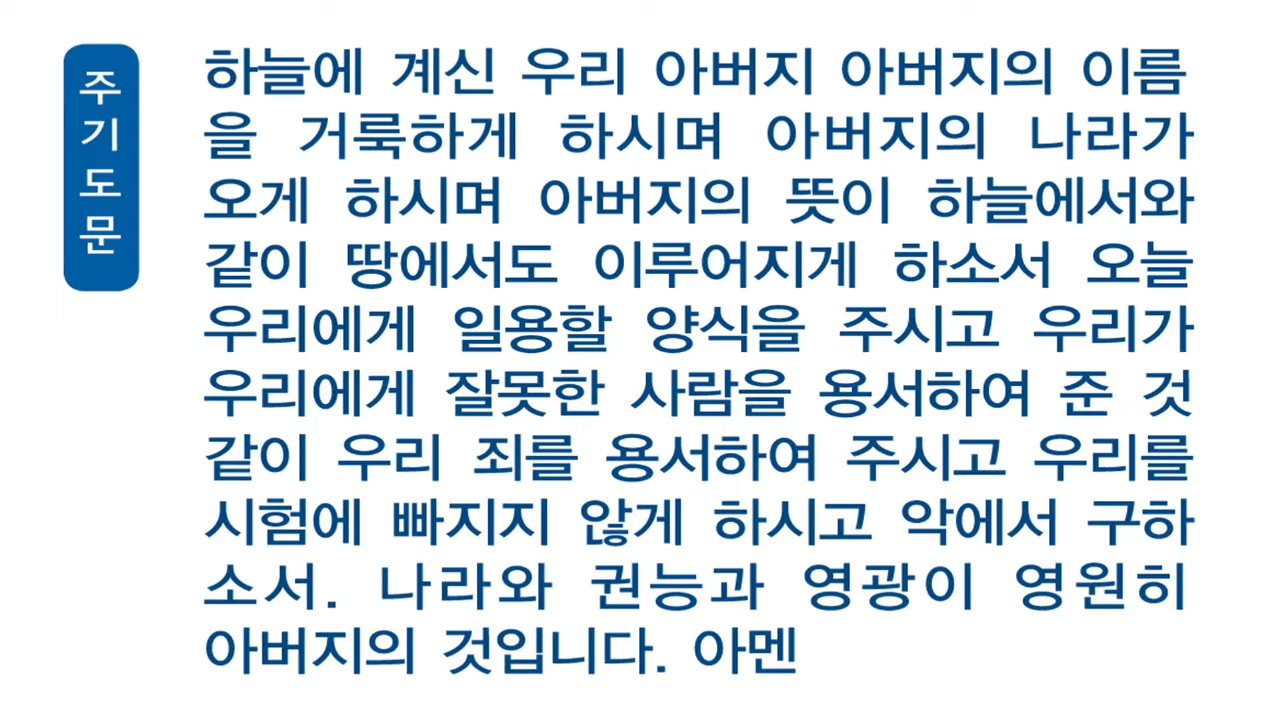 주기도문
하늘에 계신 우리 아버지 아버지의 이름
을 거룩하게 하시며 아버지의 나라가
오게 하시며 아버지의 뜻이 하늘에서와
같이 땅에서도 이루어지게 하소서 오늘
우리에게 일용할 양식을 주시고 우리가
우리에게 잘못한 사람을 용서하여 준 것
같이 우리 죄를 용서하여 주시고 우리를
시험에 빠지지 않게 하시고 악에서 구하
소서. 나라와 권능과 영광이 영원히
아버지의 것입니다. 아멘